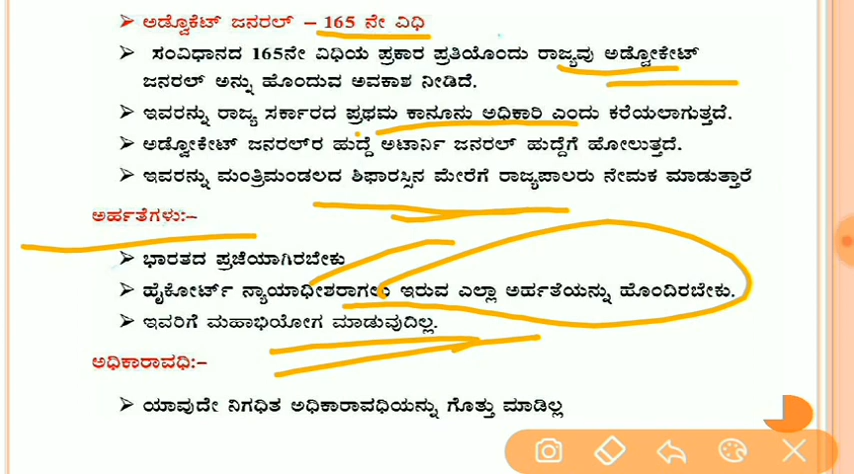 ➢ ಅಡ್ವೊಕೆಟ್ ಜನರಲ್ – 165 ನೇ ವಿಧಿ
➢ ಸಂವಿಧಾನದ 165ನೇ ವಿಧಿಯ ಪ್ರಕಾರ ಪ್ರತಿಯೊಂದು ರಾಜ್ಯವು ಅಡ್ವೋಕೇಟ್
ಜನರಲ್ ಅನ್ನು ಹೊಂದುವ ಅವಕಾಶ ನೀಡಿದೆ.
➢ ಇವರನ್ನು ರಾಜ್ಯ ಸರ್ಕಾರದ ಪ್ರಥಮ ಕಾನೂನು ಅಧಿಕಾರಿ ಎಂದು ಕರೆಯಲಾಗುತ್ತದೆ.
➢ ಅಡ್ವೋಕೇಟ್ ಜನರಲ್‌ರ ಹುದ್ದೆ ಅಟಾರ್ನಿ ಜನರಲ್ ಹುದ್ದೆಗೆ ಹೋಲುತ್ತದೆ.
➢ ಇವರನ್ನು ಮಂತ್ರಿಮಂಡಲದ ಶಿಫಾರಸ್ಸಿನ ಮೇರೆಗೆ ರಾಜ್ಯಪಾಲರು ನೇಮಕ ಮಾಡುತ್ತಾರೆ
ಅರ್ಹತೆಗಳು:–
➢ ಭಾರತದ ಪ್ರಜೆಯಾಗಿರಬೇಕು
➢ ಹೈಕೋರ್ಟ್ ನ್ಯಾಯಾಧೀಶರಾಗಲು ಇರುವ ಎಲ್ಲಾ ಅರ್ಹತೆಯನ್ನು ಹೊಂದಿರಬೇಕು.
➢ ಇವರಿಗೆ ಮಹಾಭಿಯೋಗ ಮಾಡುವುದಿಲ್ಲ.
ಅಧಿಕಾರಾವಧಿ:–
➢ ಯಾವುದೇ ನಿಗಧಿತ ಅಧಿಕಾರಾವಧಿಯನ್ನು ಗೊತ್ತು ಮಾಡಿಲ್ಲ